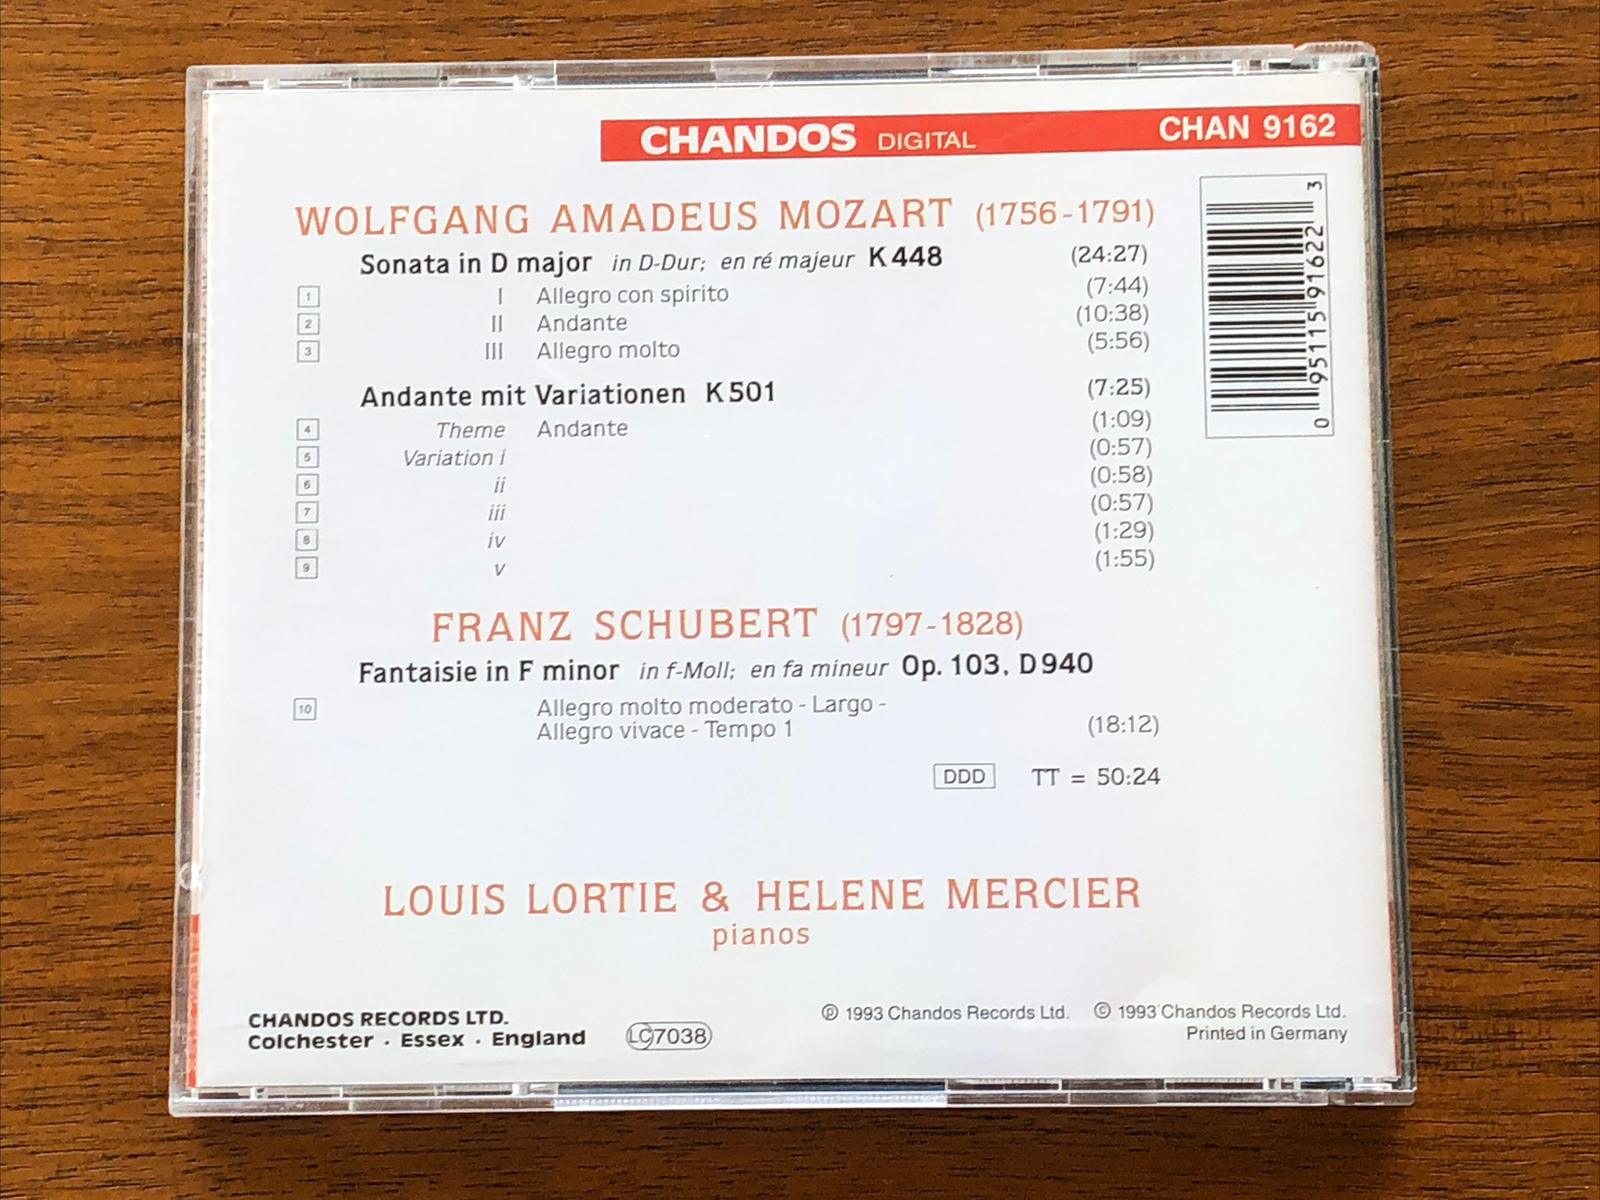 CHANDOS DIGITAL CHAN 9162
WOLFGANG AMADEUS MOZART (1756-1791)
Sonata in D major in D-Dur; en ré majeur K 448 (24:27)
1 I Allegro con spirito (7:44)
2 II Andante (10:38)
3 III Allegro molto (5:56)
Andante mit Variationen K 501 (7:25)
4 Theme Andante (1:09)
5 Variation i (0:57)
6 ii (0:58)
7 iii (0:57)
8 iv (1:29)
9 v (1:55)
FRANZ SCHUBERT (1797-1828)
Fantaisie in F minor in f-Moll; en fa mineur Op. 103, D 940
10 Allegro molto moderato - Largo -
Allegro vivace - Tempo 1 (18:12)
DDD TT = 50:24
LOUIS LORTIE & HELENE MERCIER
pianos
CHANDOS RECORDS LTD.
Colchester · Essex · England
LC 7038
℗ 1993 Chandos Records Ltd. © 1993 Chandos Records Ltd.
Printed in Germany
0 95115 91622 3